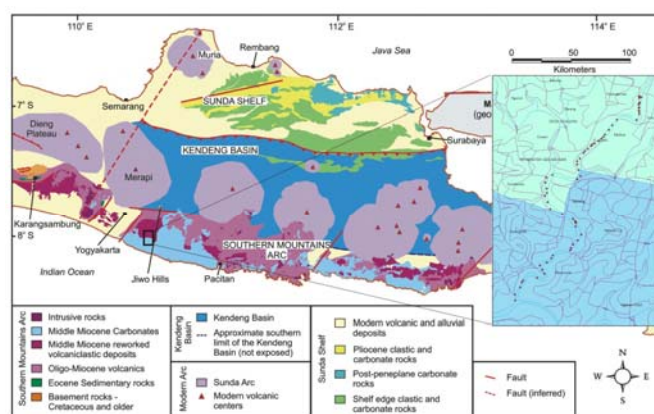 110° E
112° E
114° E
Java Sea
Muria
Rembang
Kilometers
0
50
100
SUNDA SHELF
Semarang
7° S
Dieng
Plateau
KENDENG BASIN
Surabaya
Merapi
Karangsambung
8° S
Yogyakarta
SOUTHERN MOUNTAINS
ARC
Indian Ocean
Jiwo Hills
Pacitan
Southern Mountains Arc
Intrusive rocks
Middle Miocene Carbonates
Middle Miocene reworked
volcaniclastic deposits
Oligo-Miocene volcanics
Eocene Sedimentary rocks
Basement rocks -
Cretaceous and older
Kendeng
Basin
Kendeng Basin
Approximate southern
limit of the Kendeng
Basin (not exposed)
Modern Arc
Sunda Arc
Modern volcanic
centers
Sunda Shelf
Modern volcanic and alluvial
deposits
Pliocene clastic and
carbonate rocks
Post-peneplane carbonate
rocks
Shelf edge clastic and
carbonate rocks
Fault
Fault (inferred)
N
W
E
S